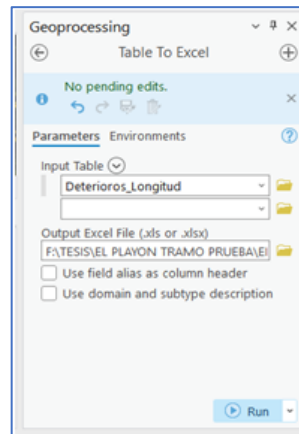 Geoprocessing
Table To Excel
No pending edits.
Parameters Environments
Input Table
Deterioros_Longitud
Output Excel File (.xls or .xlsx)
F:\TESIS\EL PLAYON TRAMO PRUEBA\El
Use field alias as column header
Use domain and subtype description
Run